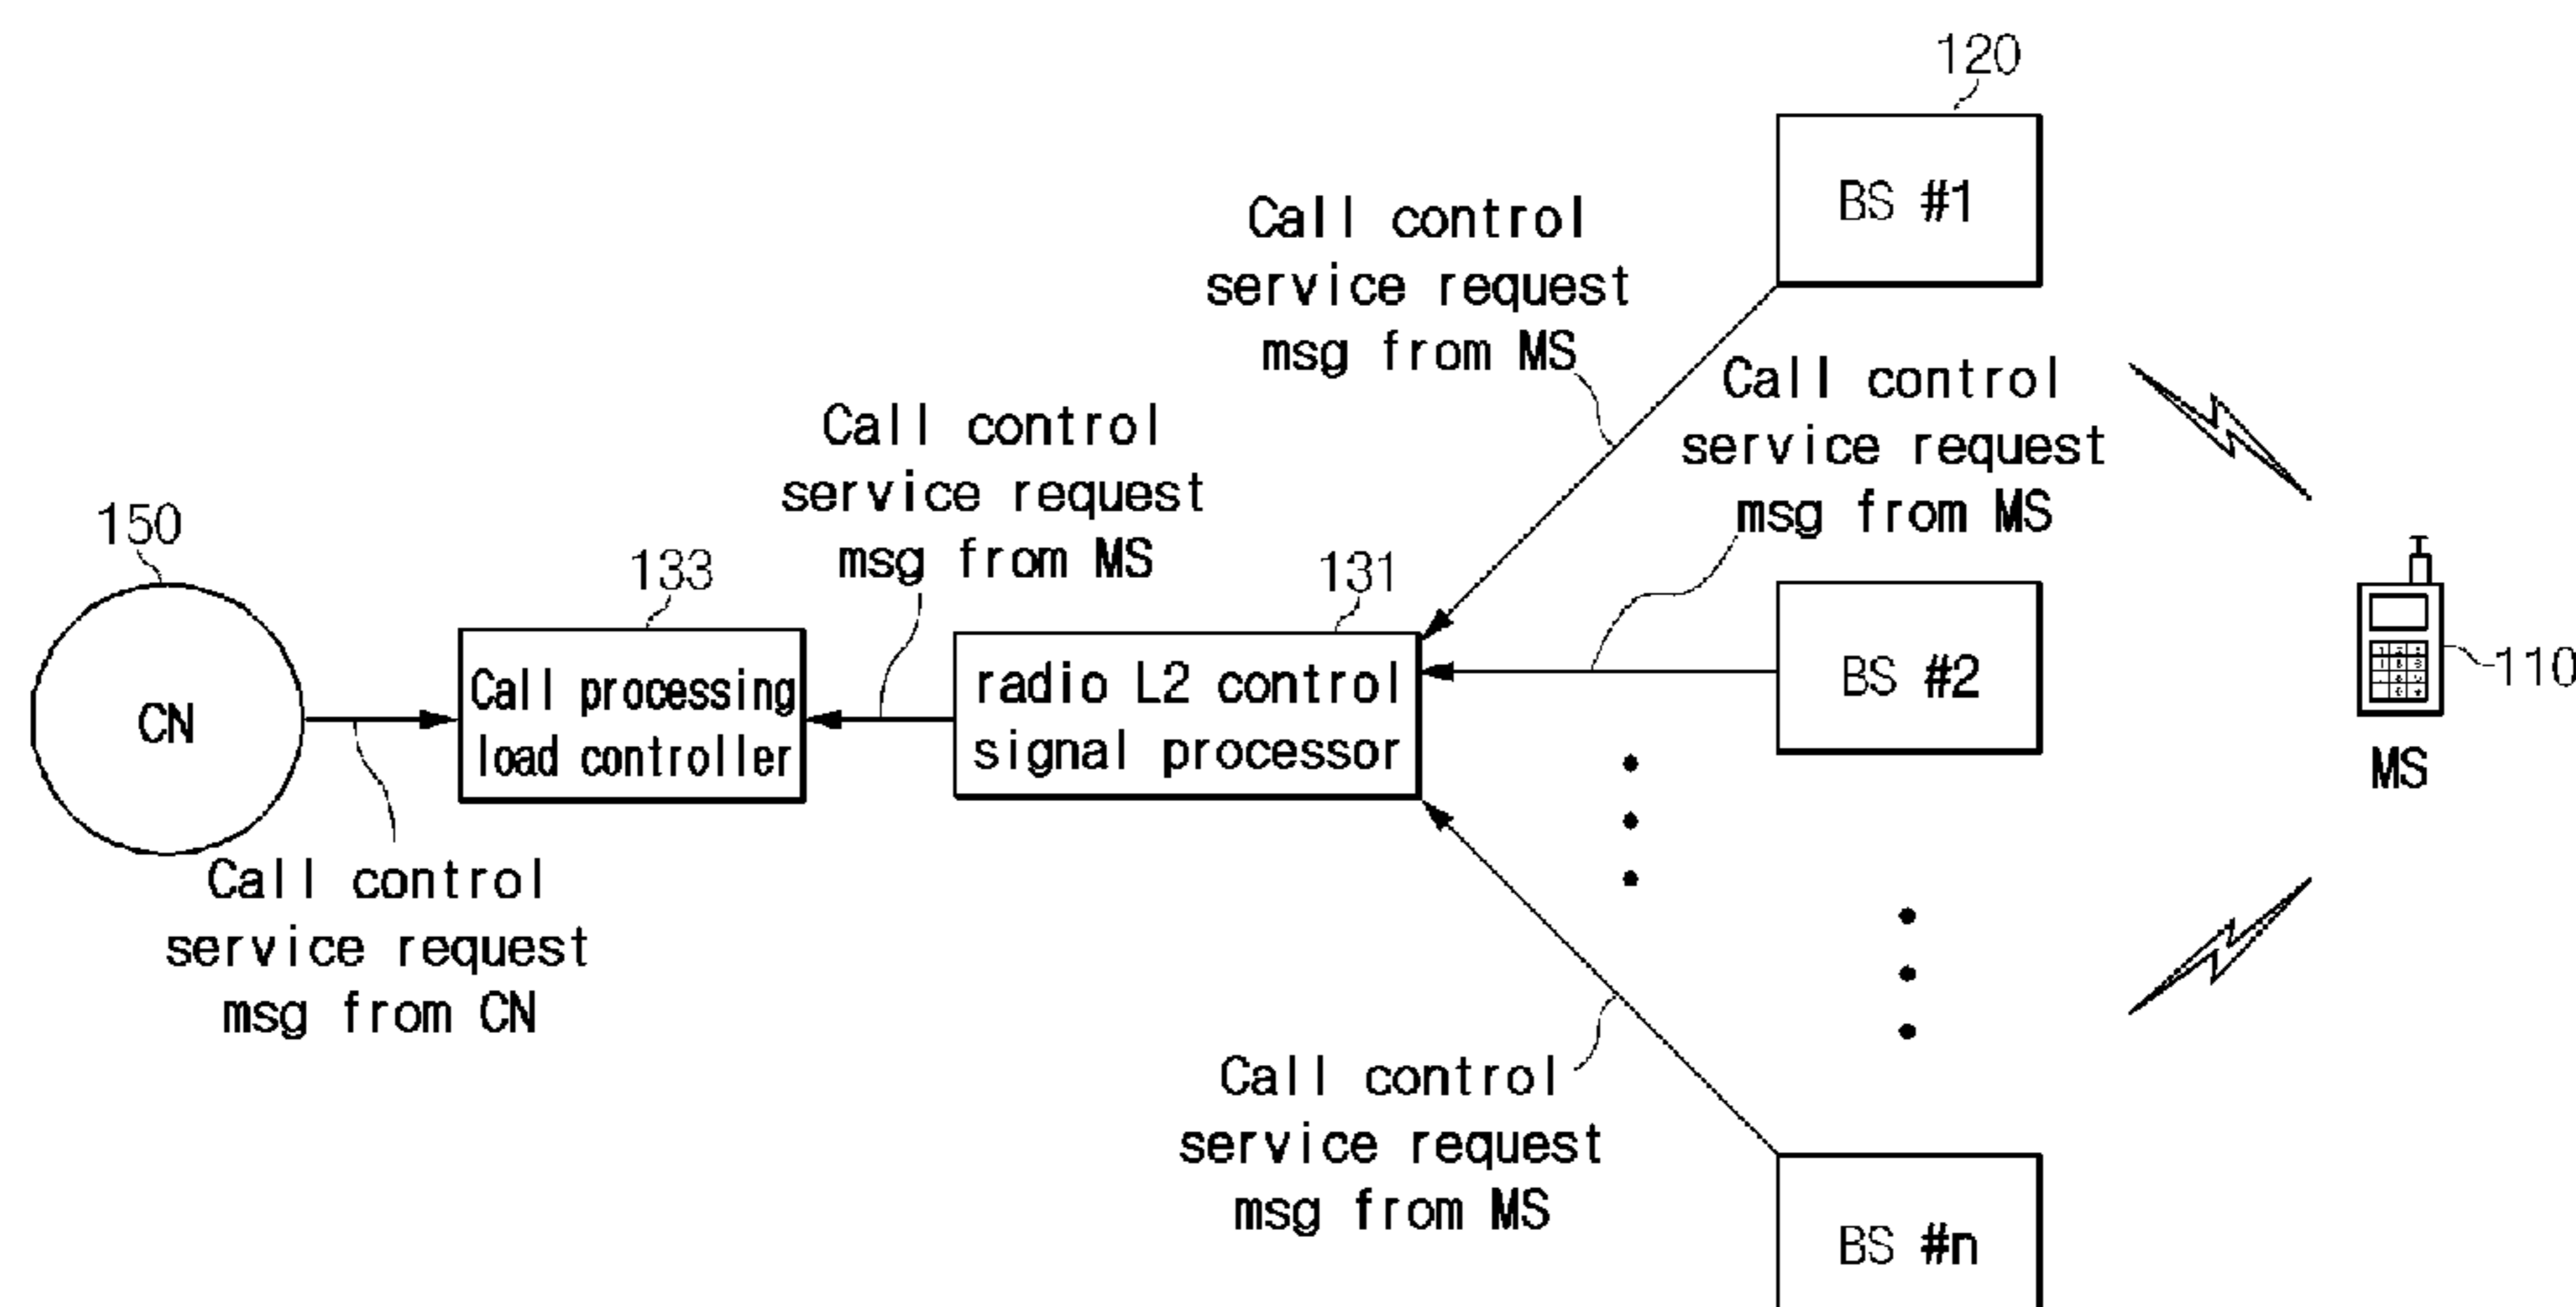 120
BS #1
Call control
service request
msg from MS
Call control
service request
msg from MS
Call control
service request
msg from MS
150
133
131
CN
Call processing
load controller
radio L2 control
signal processor
BS #2
110
MS
Call control
service request
msg from CN
Call control
service request
msg from MS
BS #n